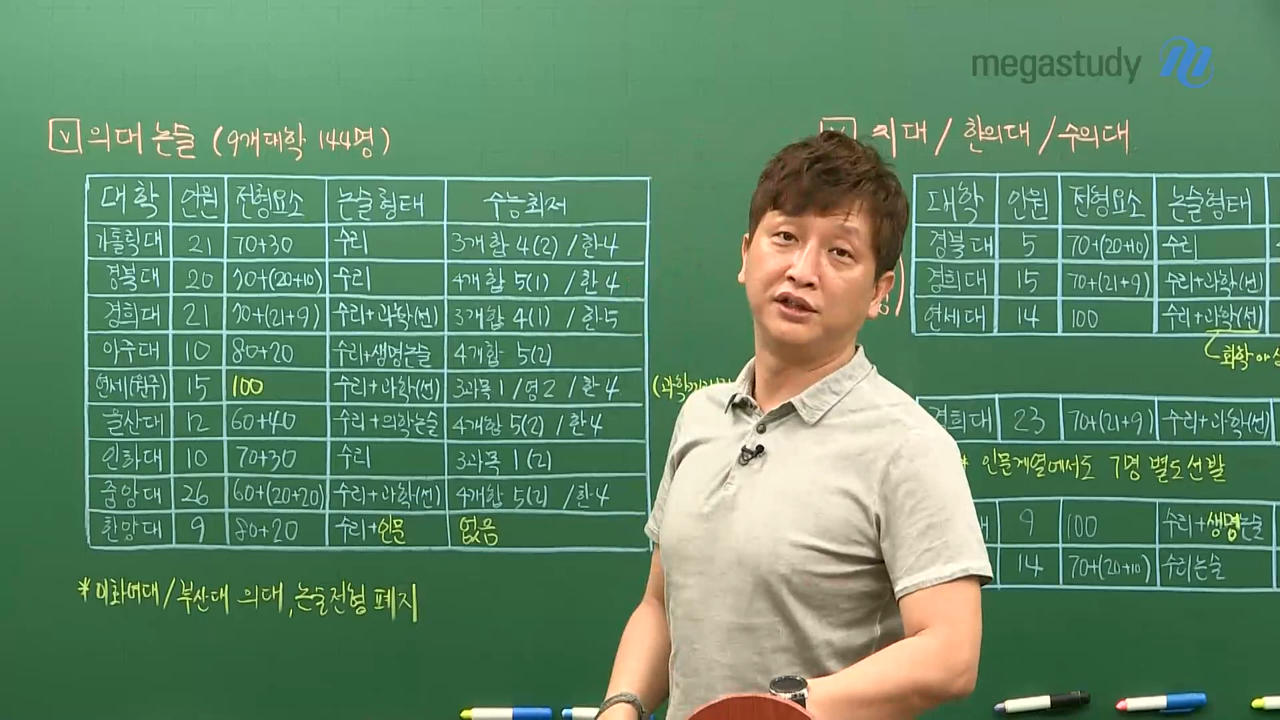 megastudy
V 의대 논술 (9개대학 144명)
대학 인원 전형요소 논술형태 수능최저
가톨릭대 21 70+30 수리 3개합 4(2) / 한4
경북대 20 70+(20+10) 수리 4개합 5(1) / 한4
경희대 21 70+(21+9) 수리+과학(선) 3개합 4(1) / 한5
아주대 10 80+20 수리+생명논술 4개합 5(2)
연세(원주) 15 100 수리+과학(선) 3과목 1 / 영2 / 한4
울산대 12 60+40 수리+의학논술 4개합 5(2) / 한4
인하대 10 70+30 수리 3과목 1(2)
중앙대 26 60+(20+20) 수리+과학(선) 4개합 5(2) / 한4
한양대 9 80+20 수리+인문 없음
* 이화여대/부산대 의대, 논술전형 폐지
치대 / 한의대 / 수의대
대학 인원 전형요소 논술형태
경북대 5 70+(20+10) 수리
경희대 15 70+(21+9) 수리+과학(선)
연세대 14 100 수리+과학(선)
화학
(과학
경희대 23 70+(21+9) 수리+과학(선)
* 인문계열에서도 7명 별도선발
9 100 수리+생명논술
14 70+(20+10) 수리논술